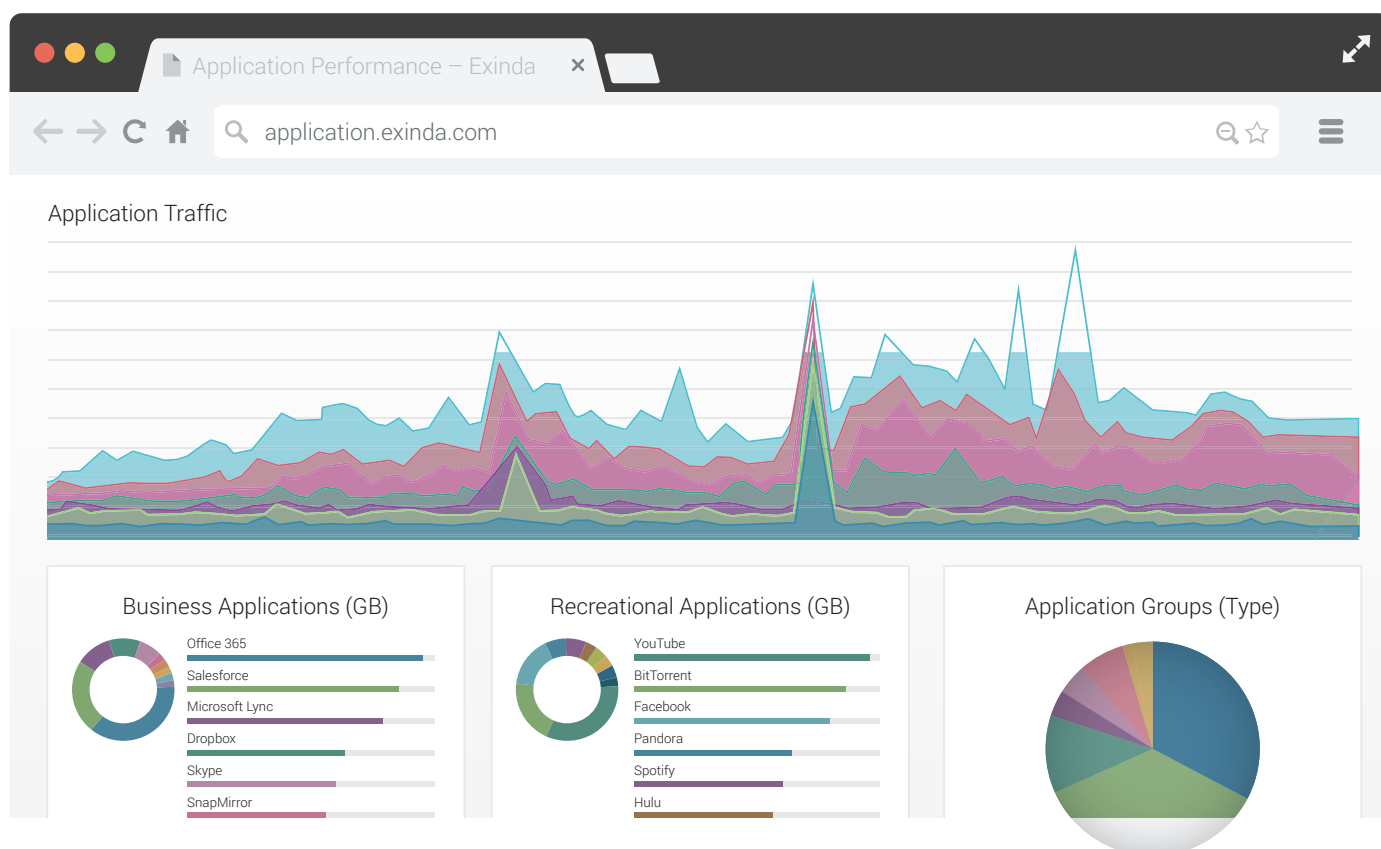 Application Performance – Exinda
application.exinda.com
Application Traffic
Business Applications (GB)
Office 365
Salesforce
Microsoft Lync
Dropbox
Skype
SnapMirror
Recreational Applications (GB)
YouTube
BitTorrent
Facebook
Pandora
Spotify
Hulu
Application Groups (Type)